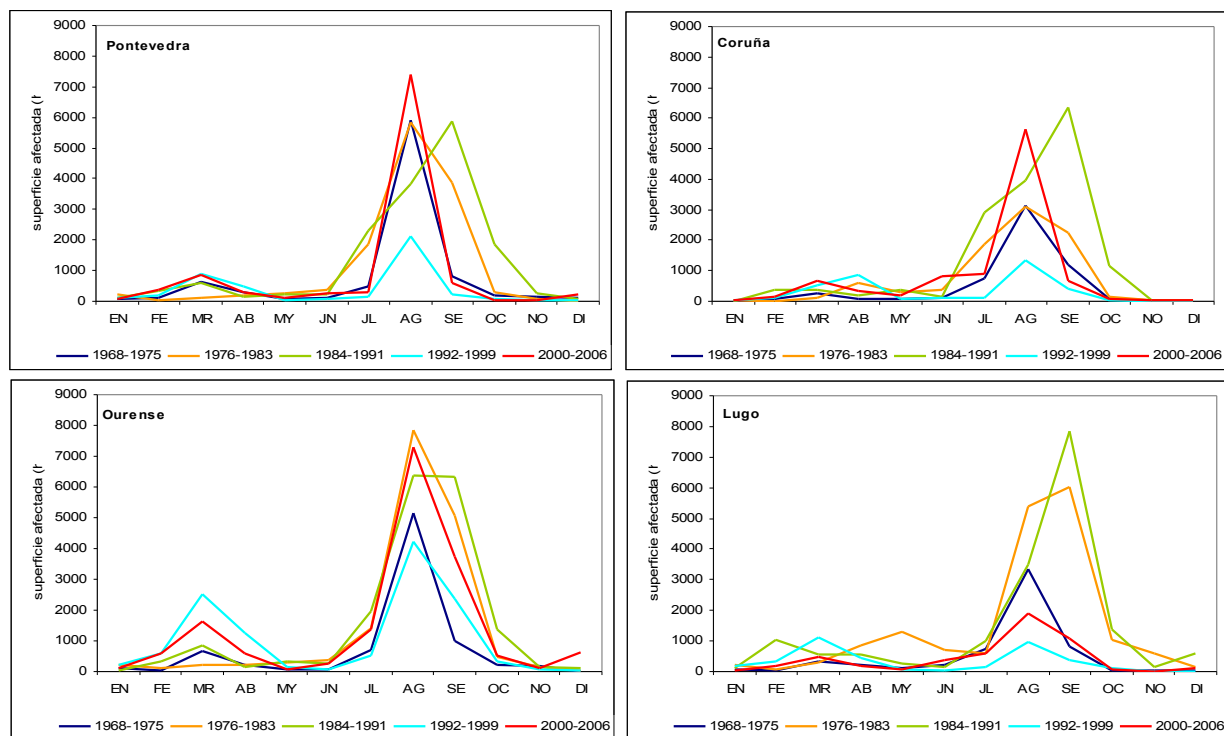 Pontevedra
superficie afectada (h
9000
8000
7000
6000
5000
4000
3000
2000
1000
0
EN FE MR AB MY JN JL AG SE OC NO DI
1968-1975 1976-1983 1984-1991 1992-1999 2000-2006
Coruña
superficie afectada (h
9000
8000
7000
6000
5000
4000
3000
2000
1000
0
EN FE MR AB MY JN JL AG SE OC NO DI
1968-1975 1976-1983 1984-1991 1992-1999 2000-2006
Ourense
superficie afectada (h
9000
8000
7000
6000
5000
4000
3000
2000
1000
0
EN FE MR AB MY JN JL AG SE OC NO DI
1968-1975 1976-1983 1984-1991 1992-1999 2000-2006
Lugo
superficie afectada (h
9000
8000
7000
6000
5000
4000
3000
2000
1000
0
EN FE MR AB MY JN JL AG SE OC NO DI
1968-1975 1976-1983 1984-1991 1992-1999 2000-2006